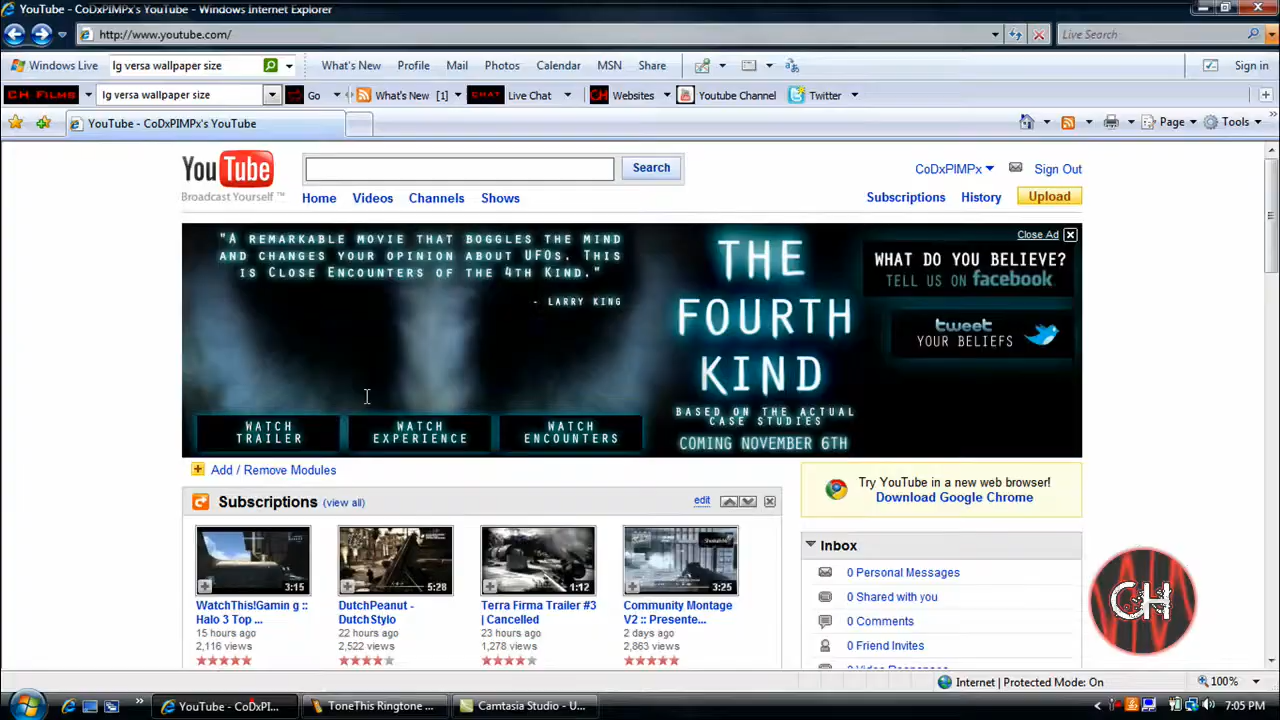 YouTube - CoDxPIMPx's YouTube - Windows Internet Explorer
http://www.youtube.com/
Live Search
Windows Live
lg versa wallpaper size
What's New
Profile
Mail
Photos
Calendar
MSN
Share
Sign in
CH FILMS
lg versa wallpaper size
Go
What's New [1]
CHAT
Live Chat
CH
Websites
Youtube Channel
Twitter
YouTube - CoDxPIMPx's YouTube
Page
Tools
YouTube
Broadcast Yourself ™
Search
CoDxPIMPx
Sign Out
Home
Videos
Channels
Shows
Subscriptions
History
Upload
"A REMARKABLE MOVIE THAT BOGGLES THE MIND
AND CHANGES YOUR OPINION ABOUT UFOS. THIS
IS CLOSE ENCOUNTERS OF THE 4TH KIND."
- LARRY KING
THE
FOURTH
KIND
BASED ON THE ACTUAL
CASE STUDIES
COMING NOVEMBER 6TH
Close Ad
WHAT DO YOU BELIEVE?
TELL US ON facebook
tweet
YOUR BELIEFS
WATCH
TRAILER
WATCH
EXPERIENCE
WATCH
ENCOUNTERS
Add / Remove Modules
Try YouTube in a new web browser!
Download Google Chrome
Subscriptions (view all)
edit
3:15
5:28
1:12
3:25
WatchThis!Gamin g ::
Halo 3 Top ...
15 hours ago
2,116 views
DutchPeanut -
DutchStylo
22 hours ago
2,522 views
Terra Firma Trailer #3
| Cancelled
23 hours ago
1,278 views
Community Montage
V2 :: Presente...
2 days ago
2,863 views
Inbox
0 Personal Messages
0 Shared with you
0 Comments
0 Friend Invites
CH
Internet | Protected Mode: On
100%
YouTube - CoDxPI...
ToneThis Ringtone ...
Camtasia Studio - U...
7:05 PM